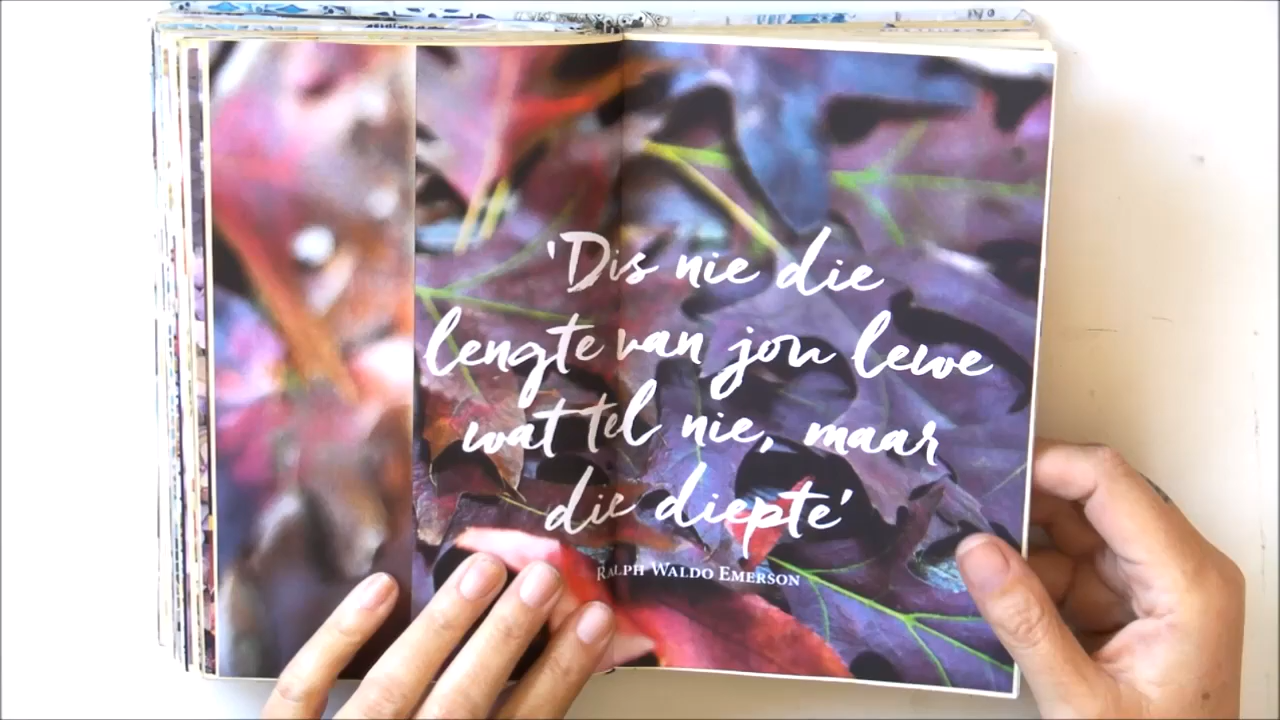 'Dis nie die
lengte van jou lewe
wat tel nie, maar
die diepte'
RALPH WALDO EMERSON